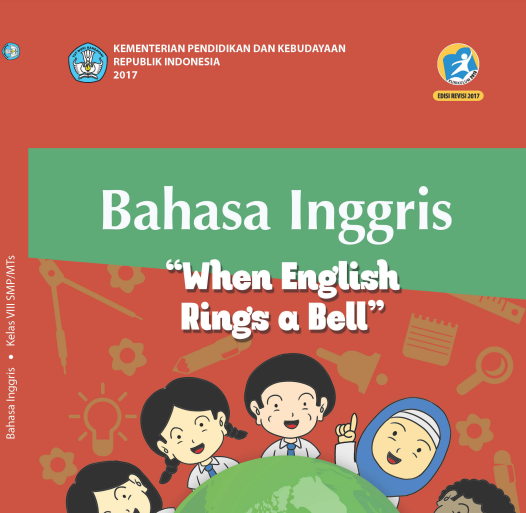 KEMENTERIAN PENDIDIKAN DAN KEBUDAYAAN
REPUBLIK INDONESIA
2017
EDISI REVISI 2017
Bahasa Inggris
“When English
Rings a Bell”
Bahasa Inggris • Kelas VIII SMP/MTs